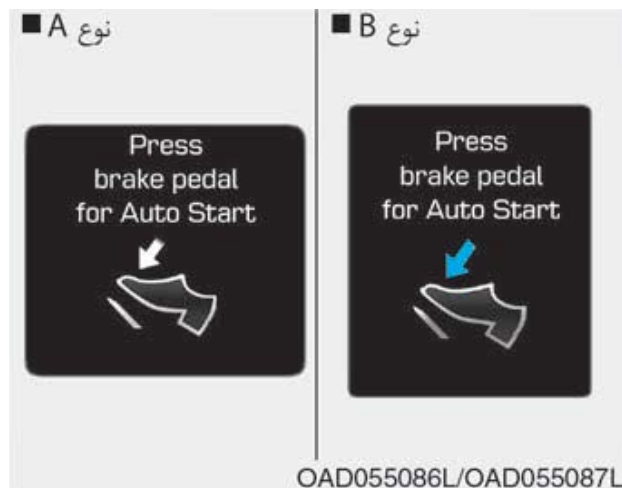 ■ A نوع
■ B نوع
Press
brake pedal
for Auto Start
Press
brake pedal
for Auto Start
OAD055086L/OAD055087L